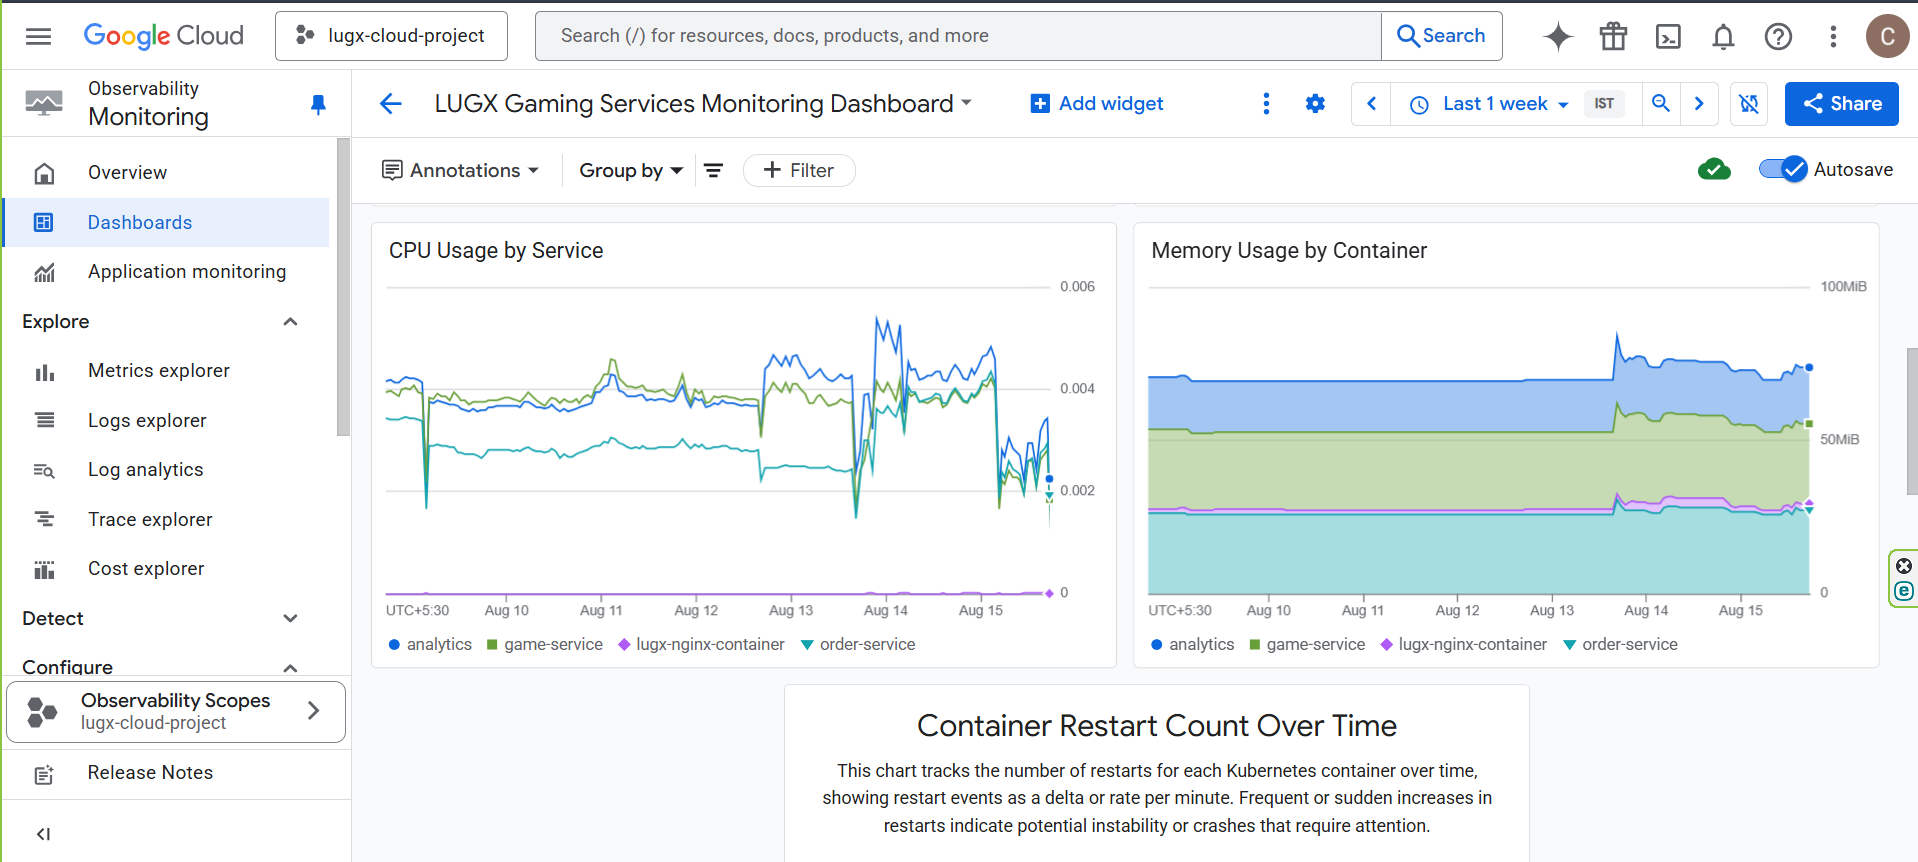 Google Cloud
lugx-cloud-project
Search (/) for resources, docs, products, and more
Search
C
Observability
Monitoring
LUGX Gaming Services Monitoring Dashboard
Add widget
Last 1 week
IST
Share
Annotations
Group by
Filter
Autosave
Overview
Dashboards
Application monitoring
Explore
Metrics explorer
Logs explorer
Log analytics
Trace explorer
Cost explorer
Detect
Configure
Observability Scopes
lugx-cloud-project
Release Notes
CPU Usage by Service
0.006
0.004
0.002
0
UTC+5:30 Aug 10 Aug 11 Aug 12 Aug 13 Aug 14 Aug 15
analytics game-service lugx-nginx-container order-service
Memory Usage by Container
100MiB
50MiB
0
UTC+5:30 Aug 10 Aug 11 Aug 12 Aug 13 Aug 14 Aug 15
analytics game-service lugx-nginx-container order-service
Container Restart Count Over Time
This chart tracks the number of restarts for each Kubernetes container over time,
showing restart events as a delta or rate per minute. Frequent or sudden increases in
restarts indicate potential instability or crashes that require attention.